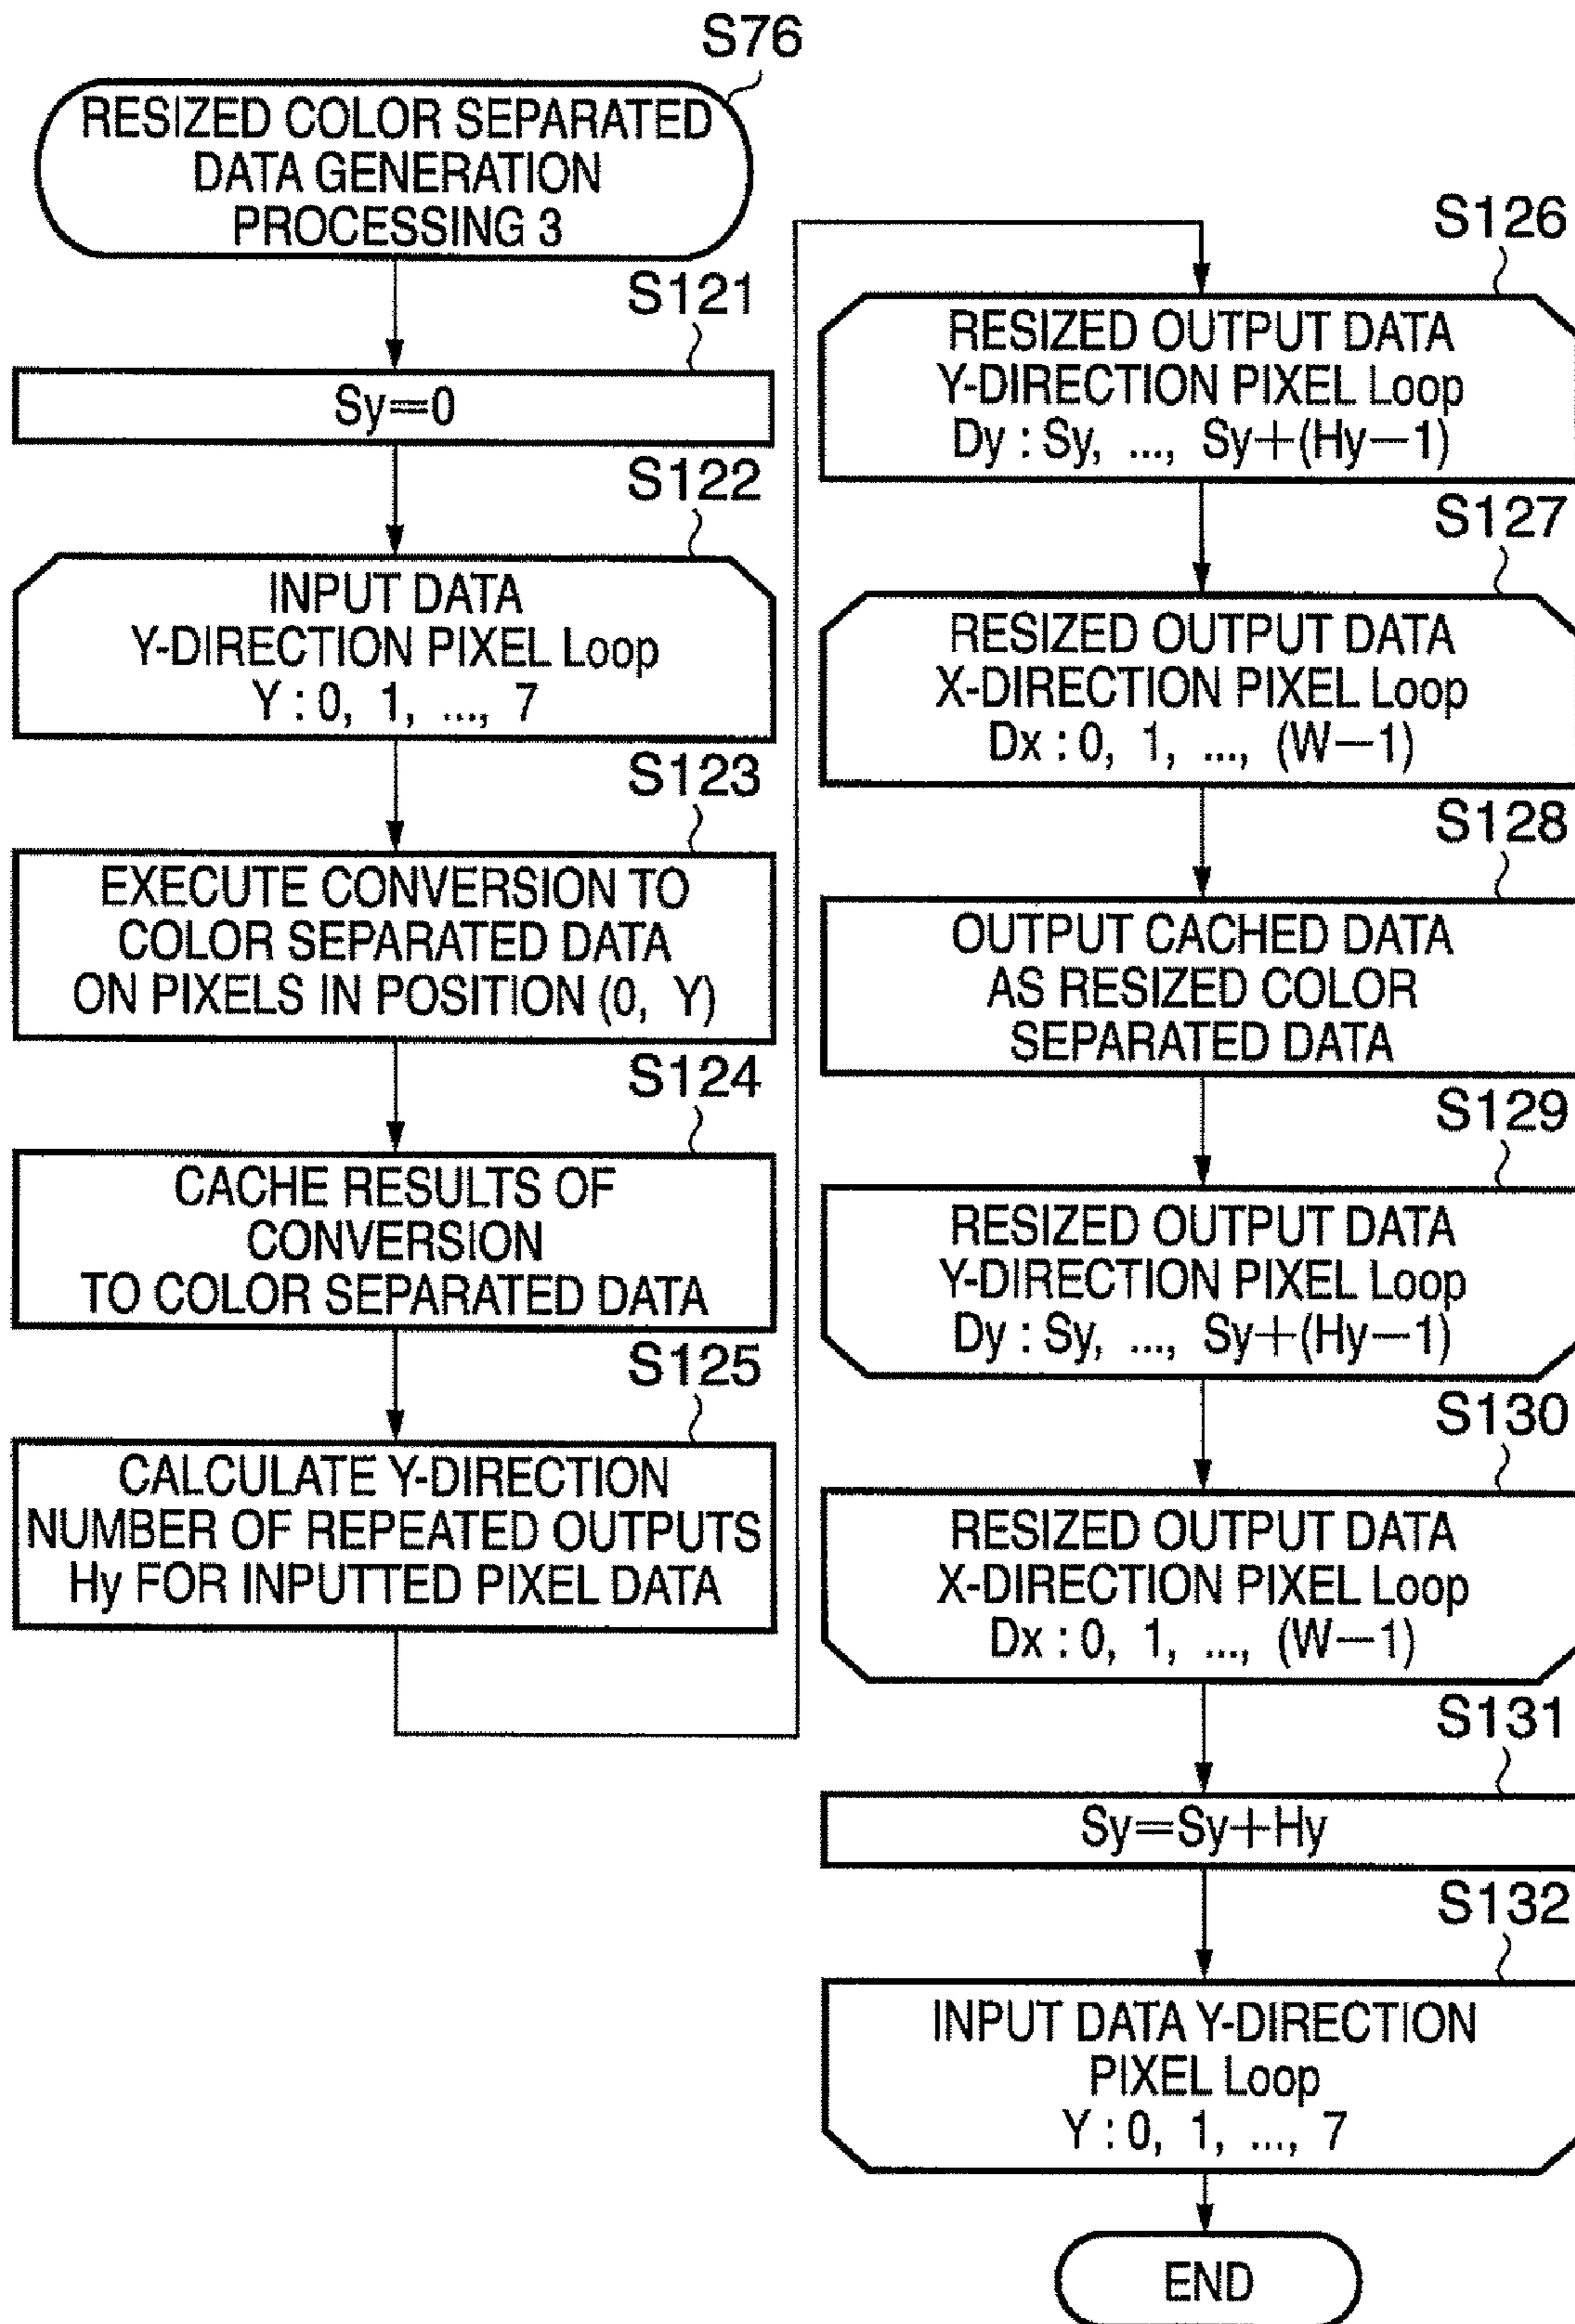 S76
RESIZED COLOR SEPARATED
DATA GENERATION
PROCESSING 3
S121
Sy=0
S122
INPUT DATA
Y-DIRECTION PIXEL Loop
Y : 0, 1, ..., 7
S123
EXECUTE CONVERSION TO
COLOR SEPARATED DATA
ON PIXELS IN POSITION (0, Y)
S124
CACHE RESULTS OF
CONVERSION
TO COLOR SEPARATED DATA
S125
CALCULATE Y-DIRECTION
NUMBER OF REPEATED OUTPUTS
Hy FOR INPUTTED PIXEL DATA
S126
RESIZED OUTPUT DATA
Y-DIRECTION PIXEL Loop
Dy : Sy, ..., Sy+(Hy—1)
S127
RESIZED OUTPUT DATA
X-DIRECTION PIXEL Loop
Dx : 0, 1, ..., (W—1)
S128
OUTPUT CACHED DATA
AS RESIZED COLOR
SEPARATED DATA
S129
RESIZED OUTPUT DATA
Y-DIRECTION PIXEL Loop
Dy : Sy, ..., Sy+(Hy—1)
S130
RESIZED OUTPUT DATA
X-DIRECTION PIXEL Loop
Dx : 0, 1, ..., (W—1)
S131
Sy=Sy+Hy
S132
INPUT DATA Y-DIRECTION
PIXEL Loop
Y : 0, 1, ..., 7
END